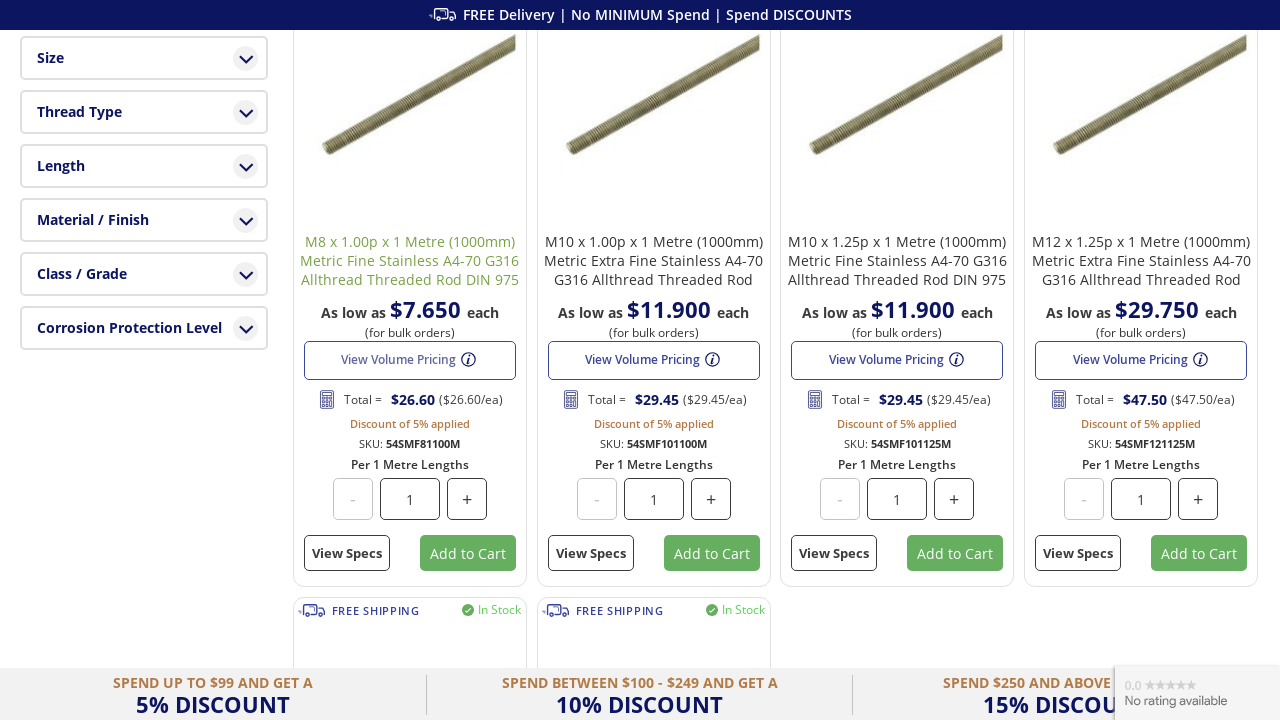 FREE Delivery | No MINIMUM Spend | Spend DISCOUNTS
Size
Thread Type
Length
Material / Finish
Class / Grade
Corrosion Protection Level
M8 x 1.00p x 1 Metre (1000mm)
Metric Fine Stainless A4-70 G316
Allthread Threaded Rod DIN 975
As low as $7.650 each
(for bulk orders)
View Volume Pricing
Total = $26.60 ($26.60/ea)
Discount of 5% applied
SKU: 54SMF81100M
Per 1 Metre Lengths
- 1 +
View Specs Add to Cart
M10 x 1.00p x 1 Metre (1000mm)
Metric Extra Fine Stainless A4-70
G316 Allthread Threaded Rod
As low as $11.900 each
(for bulk orders)
View Volume Pricing
Total = $29.45 ($29.45/ea)
Discount of 5% applied
SKU: 54SMF101100M
Per 1 Metre Lengths
- 1 +
View Specs Add to Cart
M10 x 1.25p x 1 Metre (1000mm)
Metric Fine Stainless A4-70 G316
Allthread Threaded Rod DIN 975
As low as $11.900 each
(for bulk orders)
View Volume Pricing
Total = $29.45 ($29.45/ea)
Discount of 5% applied
SKU: 54SMF101125M
Per 1 Metre Lengths
- 1 +
View Specs Add to Cart
M12 x 1.25p x 1 Metre (1000mm)
Metric Extra Fine Stainless A4-70
G316 Allthread Threaded Rod
As low as $29.750 each
(for bulk orders)
View Volume Pricing
Total = $47.50 ($47.50/ea)
Discount of 5% applied
SKU: 54SMF121125M
Per 1 Metre Lengths
- 1 +
View Specs Add to Cart
FREE SHIPPING In Stock
FREE SHIPPING In Stock
SPEND UP TO $99 AND GET A
5% DISCOUNT
SPEND BETWEEN $100 - $249 AND GET A
10% DISCOUNT
SPEND $250 AND ABOVE
15% DISCOU
0.0
No rating available